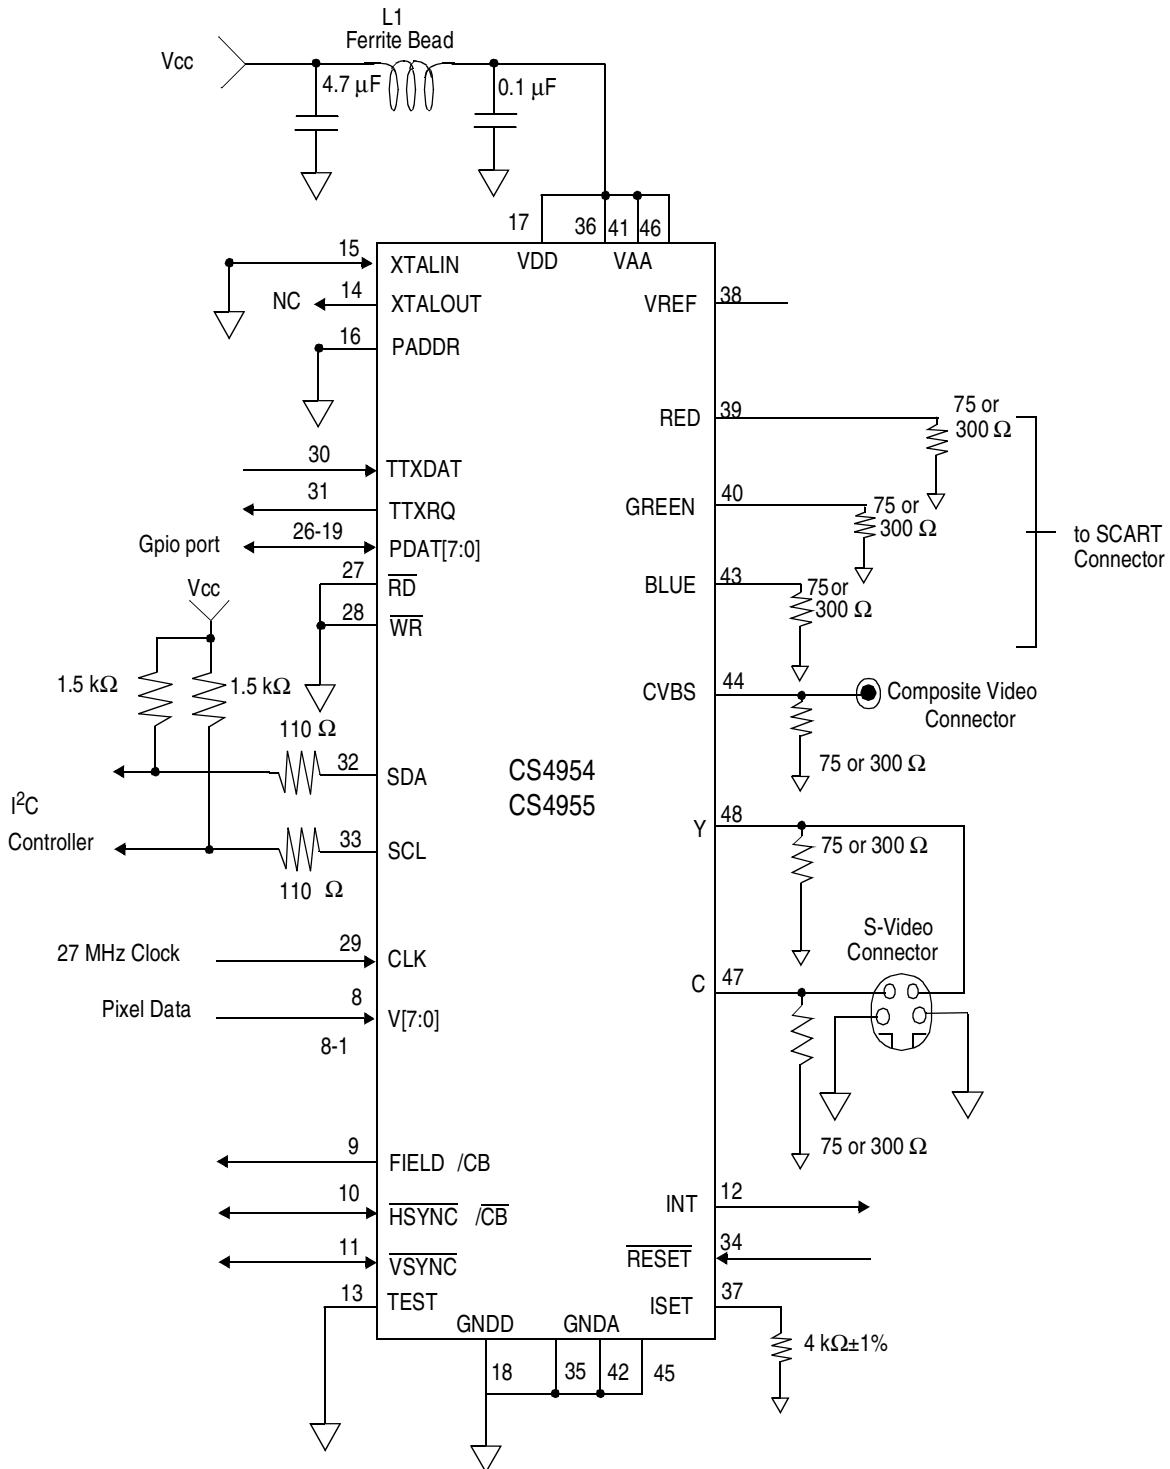 L1
Ferrite Bead
Vcc
4.7 µF
0.1 µF
17
36
41
46
VDD
VAA
15
XTALIN
NC
14
XTALOUT
16
PADDR
VREF
38
RED
39
75 or
300 Ω
30
TTXDAT
31
TTXRQ
GREEN
40
75 or
300 Ω
to SCART
Connector
Gpio port
26-19
PDAT[7:0]
27
RD
BLUE
43
75 or
300 Ω
Vcc
28
WR
1.5 kΩ
1.5 kΩ
CVBS
44
Composite Video
Connector
75 or 300 Ω
110 Ω
32
SDA
CS4954
CS4955
I²C
Controller
33
SCL
110 Ω
Y
48
75 or 300 Ω
S-Video
Connector
27 MHz Clock
29
CLK
C
47
Pixel Data
8
V[7:0]
8-1
75 or 300 Ω
9
FIELD /CB
10
HSYNC /CB
INT
12
11
VSYNC
RESET
34
13
TEST
ISET
37
4 kΩ±1%
GNDD
GNDA
18
35
42
45